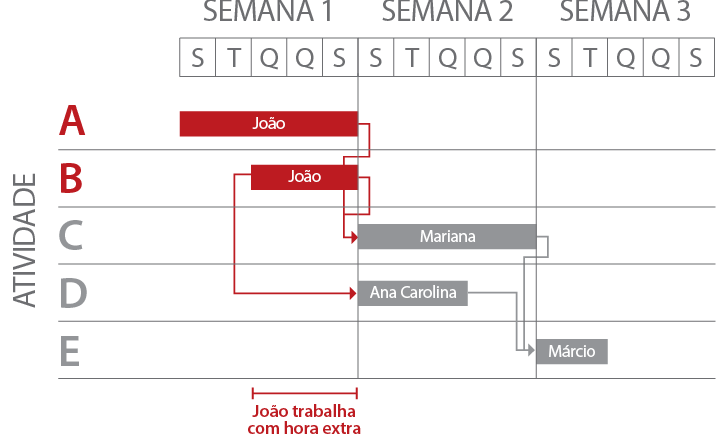 SEMANA 1 SEMANA 2 SEMANA 3
S T Q Q S S T Q Q S S T Q Q S
ATIVIDADE
A João
B João
C Mariana
D Ana Carolina
E Márcio
João trabalha
com hora extra